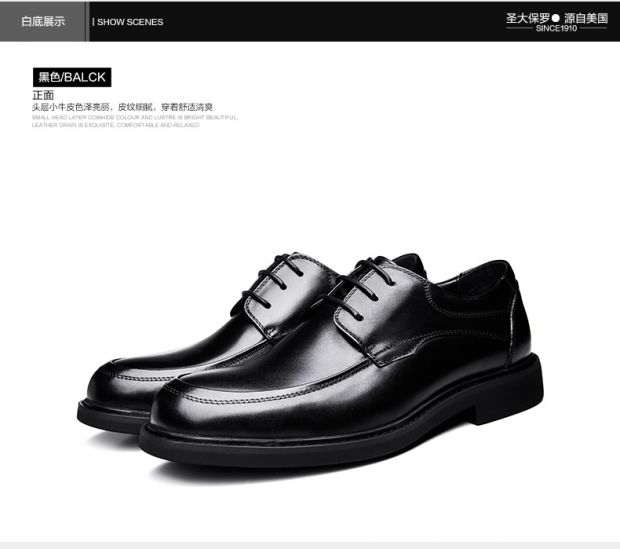 白底展示 | SHOW SCENES
圣大保罗● 源自美国
SINCE1910
黑色/BALCK
正面
头层小牛皮色泽亮丽，皮纹细腻，穿着舒适清爽
SMALL HEAD LAYER COWHIDE COLOUR AND LUSTRE IS BRIGHT BEAUTIFUL,
LEATHER GRAIN IS EXQUISITE, COMFORTABLE AND RELAXED